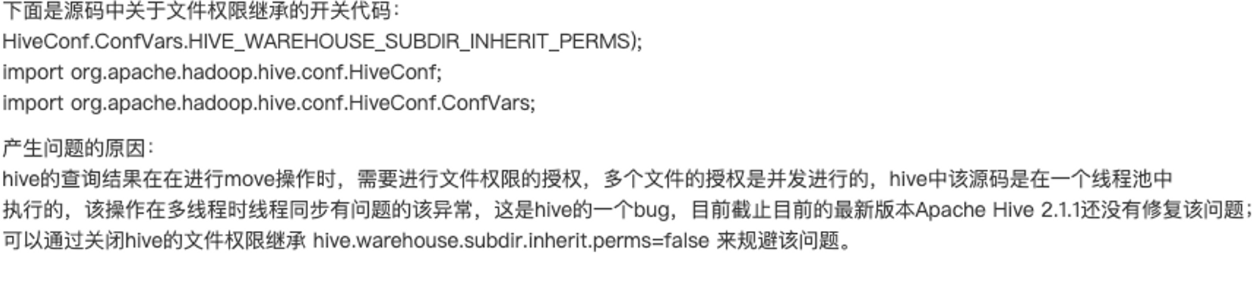 下面是源码中关于文件权限继承的开关代码：
HiveConf.ConfVars.HIVE_WAREHOUSE_SUBDIR_INHERIT_PERMS);
import org.apache.hadoop.hive.conf.HiveConf;
import org.apache.hadoop.hive.conf.HiveConf.ConfVars;
产生问题的原因：
hive的查询结果在在进行move操作时，需要进行文件权限的授权，多个文件的授权是并发进行的，hive中该源码是在一个线程池中
执行的，该操作在多线程时线程同步有问题的该异常，这是hive的一个bug，目前截止目前的最新版本Apache Hive 2.1.1还没有修复该问题；
可以通过关闭hive的文件权限继承 hive.warehouse.subdir.inherit.perms=false 来规避该问题。